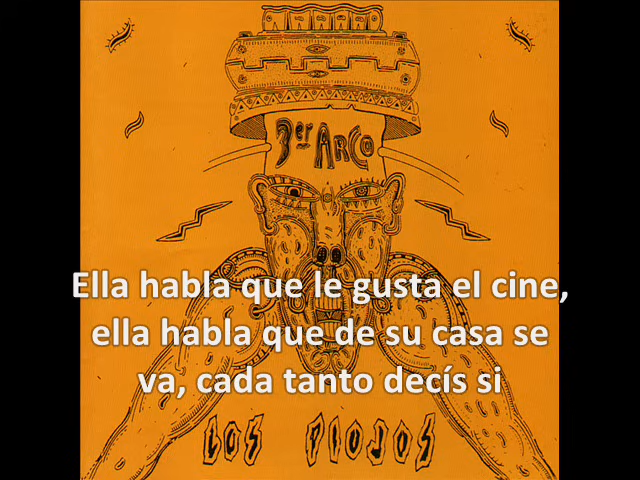 3er ARCO
Ella habla que le gusta el cine,
ella habla que de su casa se
va, cada tanto decís si
LOS PIOJOS